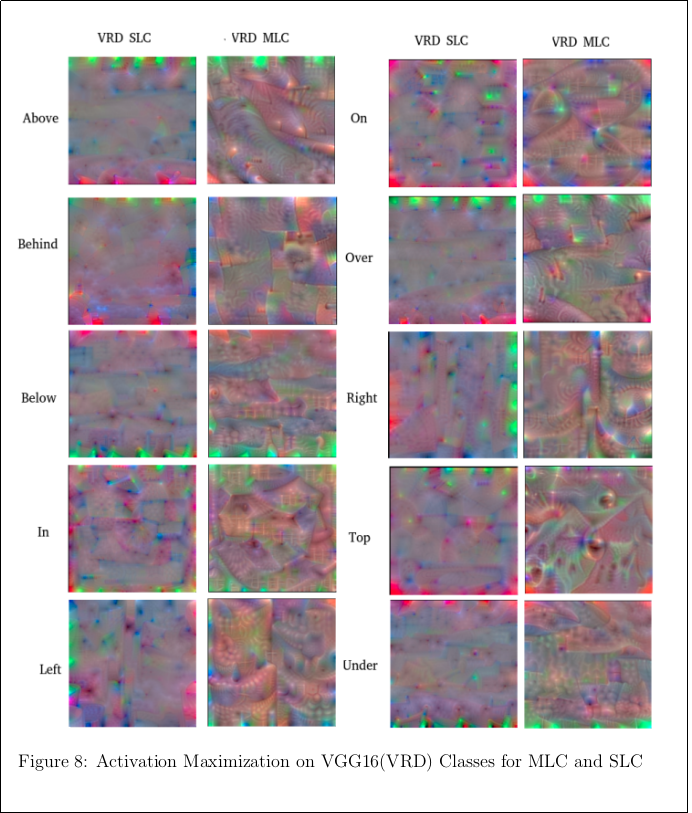 VRD SLC VRD MLC VRD SLC VRD MLC
Above On
Behind Over
Below Right
In Top
Left Under
Figure 8: Activation Maximization on VGG16(VRD) Classes for MLC and SLC